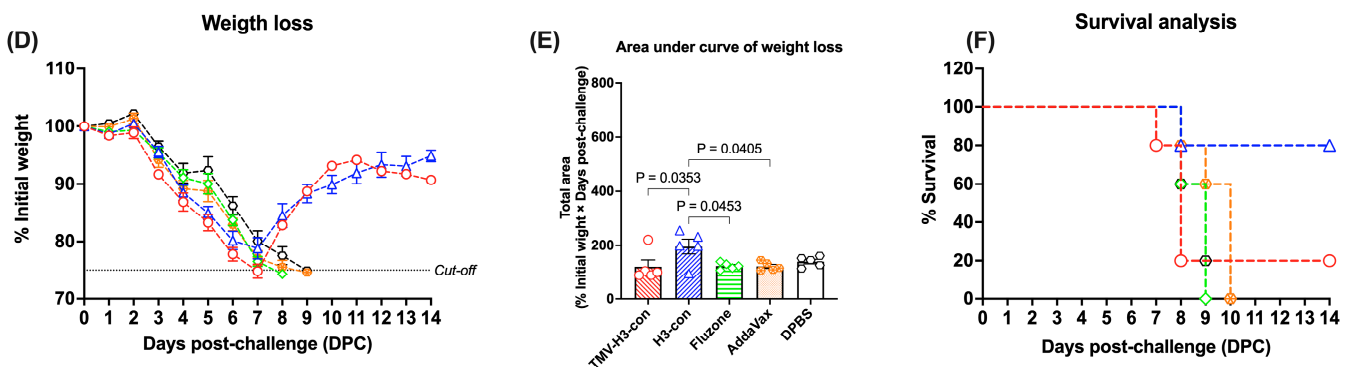 (D)
Weigth loss
110
100
90
80
70
% Initial weight
Cut-off
0 1 2 3 4 5 6 7 8 9 10 11 12 13 14
Days post-challenge (DPC)
(E)
Area under curve of weight loss
800
600
400
200
0
Total area
(% Initial wight × Days post-challenge)
P = 0.0405
P = 0.0353
P = 0.0453
TMV-H3-con
H3-con
Fluzone
AddaVax
DPBS
(F)
Survival analysis
120
100
80
60
40
20
0
% Survival
0 1 2 3 4 5 6 7 8 9 10 11 12 13 14
Days post-challenge (DPC)